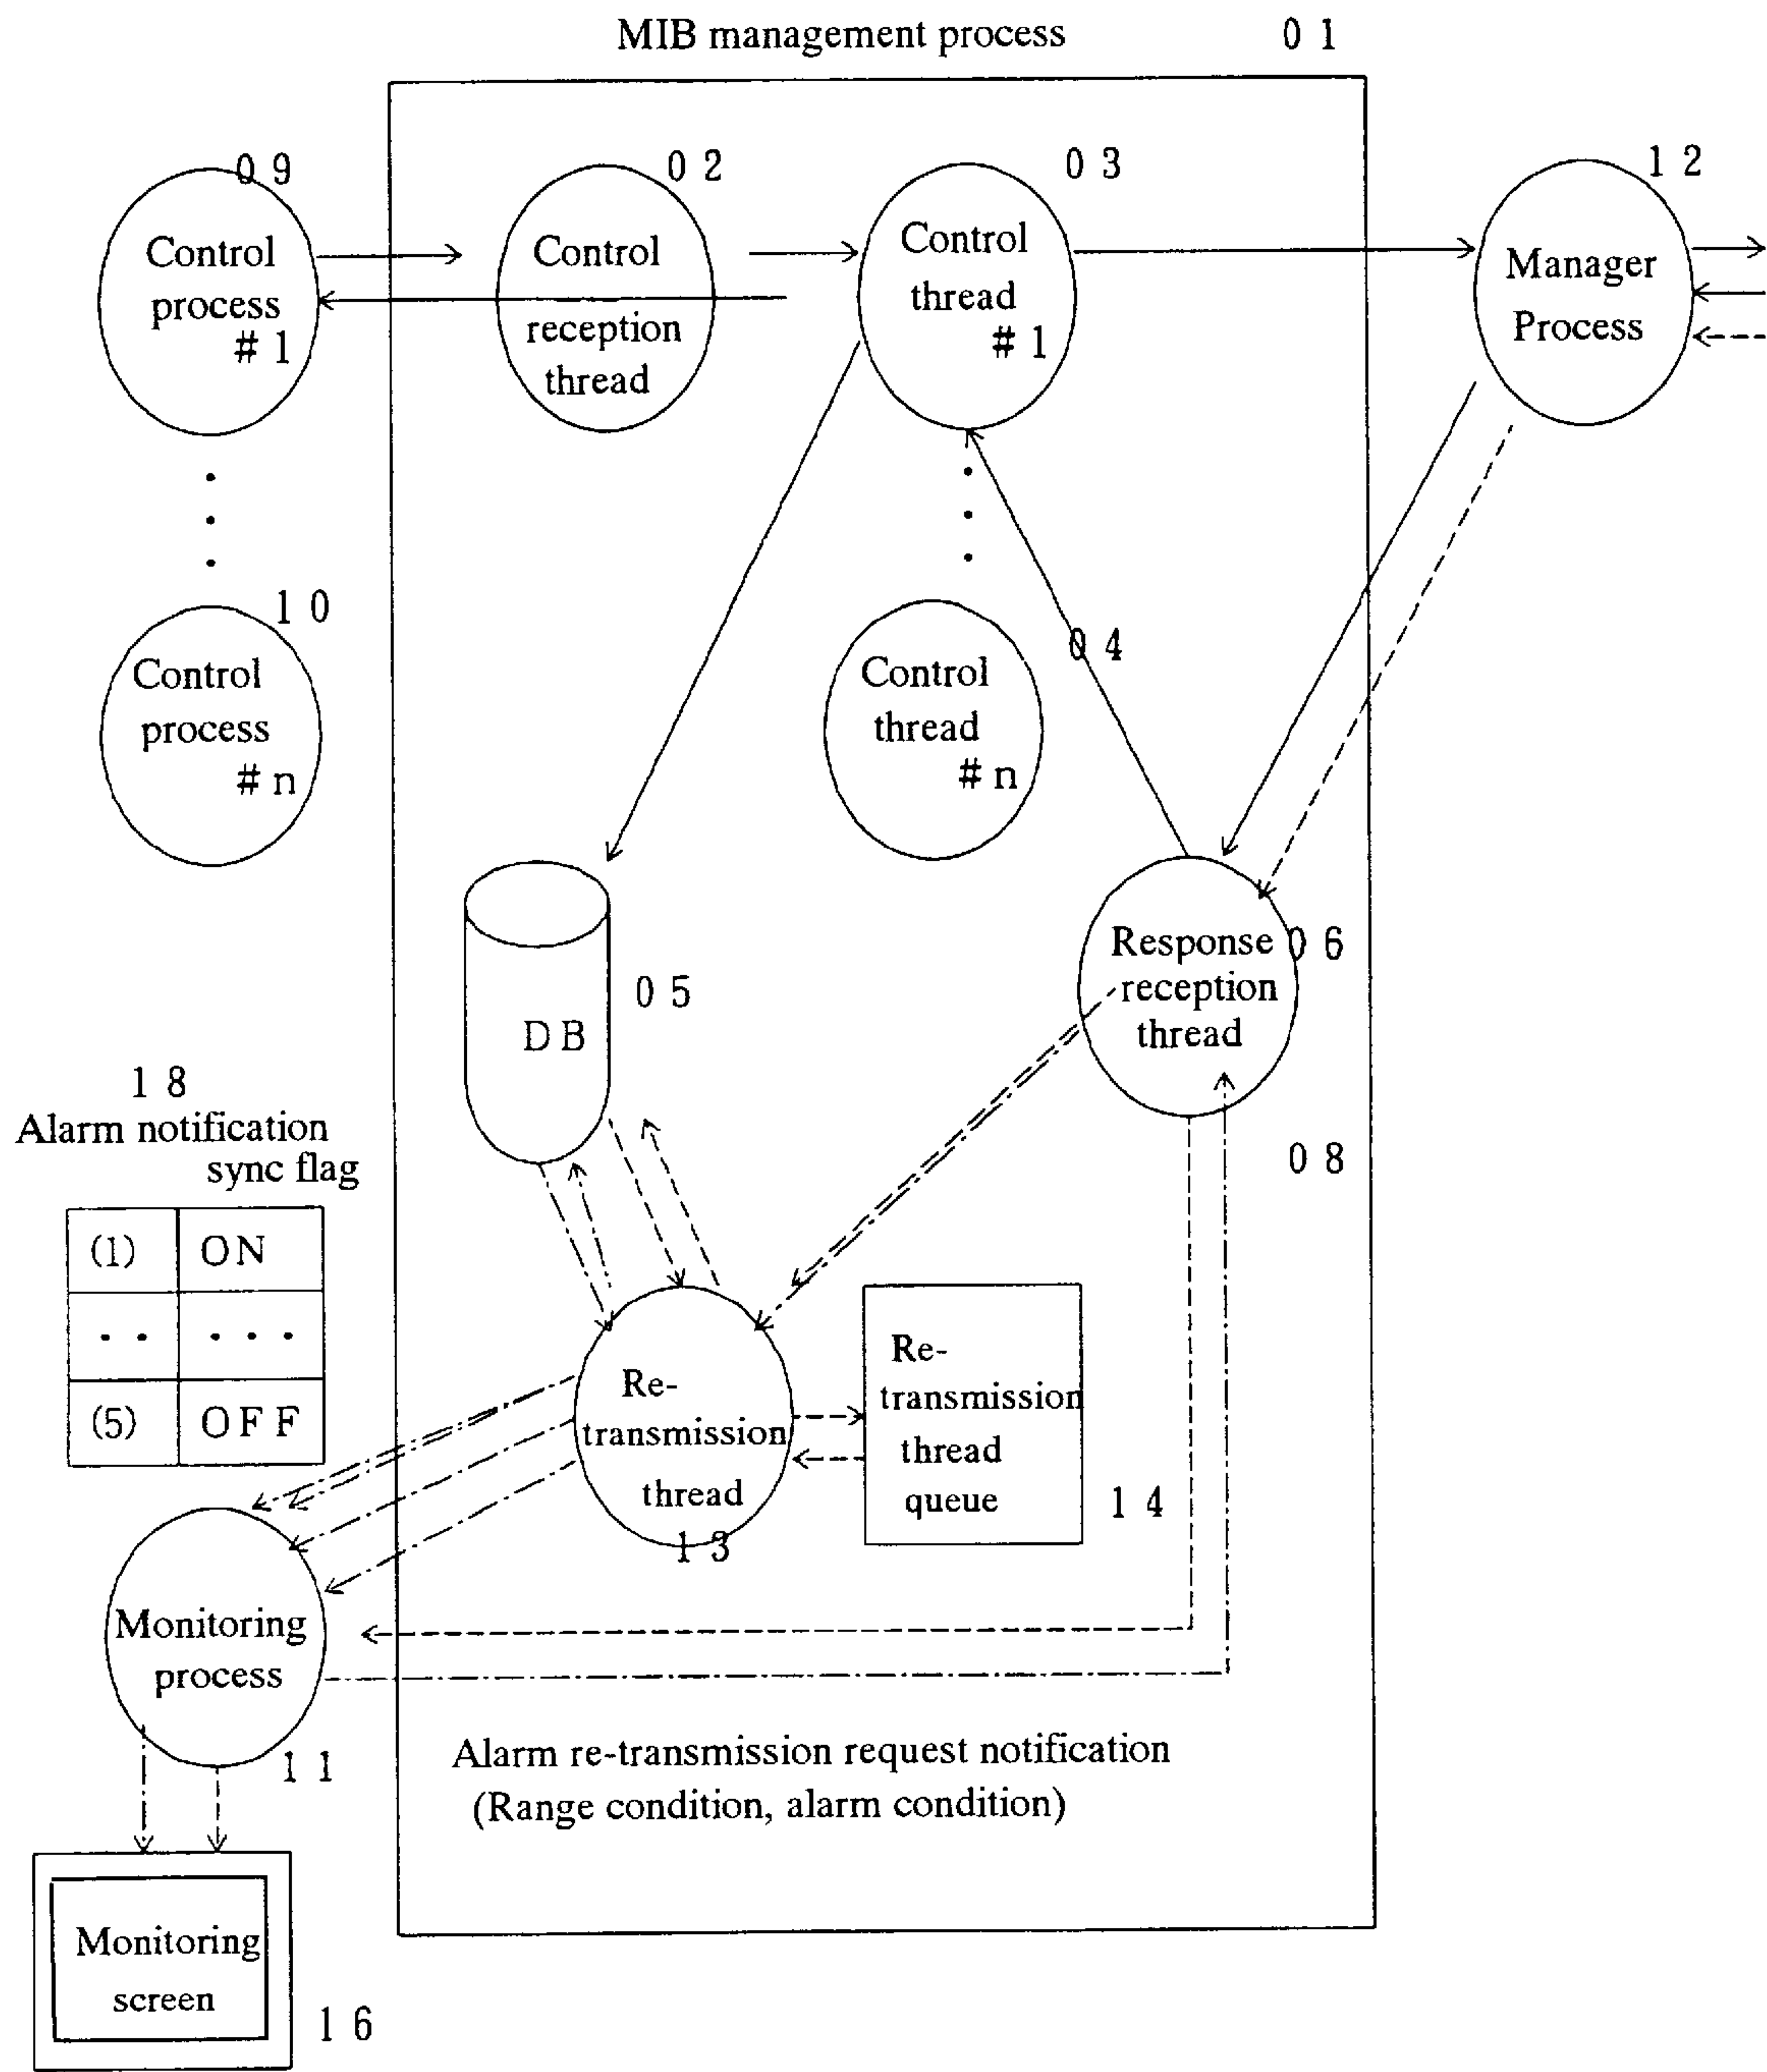 MIB management process
0 1
0 9
Control
process
# 1
0 2
Control
reception
thread
0 3
Control
thread
# 1
1 2
Manager
Process
1 0
Control
process
# n
0 4
Control
thread
# n
0 5
D B
Response
reception
thread
0 6
0 8
1 8
Alarm notification
sync flag
(1) ON
· · · · ·
(5) OFF
Re-
transmission
thread
1 3
Re-
transmission
thread
queue
1 4
Monitoring
process
1 1
Alarm re-transmission request notification
(Range condition, alarm condition)
Monitoring
screen
1 6